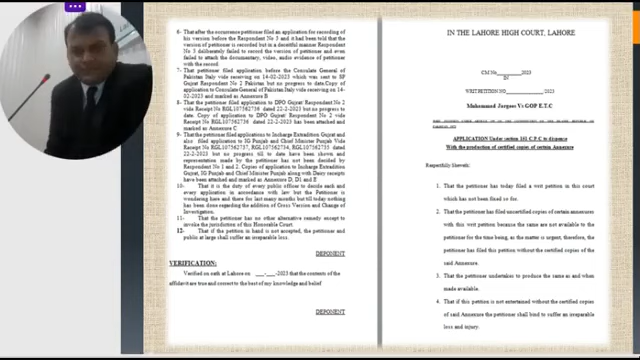 6- That after the occurrence petitioner filed an application for recording of
his version before the Respondent No 3 and it had been told that the
version of petitioner is recorded but in a deceitful manner Respondent
No 3 deliberately failed to record the version of petitioner and even
failed to attach the documentary, video, and/or evidence of petitioner
with the record.
7- That petitioner filed application before the Consulate General of
Pakistan Italy vide receiving on 14-02-2023 which was sent to SP
Gujrat Respondent No 2 Pakistan but no progress to date.Copy of
application to Consulate General of Pakistan Italy vide receiving on 14-
02-2023 and marked as Annexure B
8- That the petitioner filed application to DPO Gujrat/ Respondent No 2
vide Receipt No RGL107562736 dated 22-2-2023 but no progress or
date. Copy of application to DPO Gujrat/ Respondent No 2 vide
Receipt No RGL107562736 dated 22-2-2023 has been attached and
marked as Annexure C
9- That the petitioner filed applications to Incharge Extradition Gujrat and
also filed application to IG Punjab and Chief Minister Punjab Vide
Receipt No RGL107562737, RGL107562734, RGL107562735 dated
22-2-2023 but no progress till to date have been shown and
representation made by the petitioner has not been decided by
Respondent No 1 and 2. Copies of application to Incharge Extradition
Gujrat, IG Punjab and Chief Minister Punjab along with Daisy receipts
have been attached and marked as Annexure D, D1 and E
10- That it is the duty of every public officer to decide each and
every application in accordance with law but the Petitioner is
wondering here and there for last many months but till today nothing
has been done regarding the addition of Cross Version and Change of
Investigation.
11- That the petitioner has no other alternative remedy except to
invoke the jurisdiction of this Honorable Court.
12- That if the petition in hand is not accepted, the petitioner and
public at large shall suffer an irreparable loss.
DEPONENT
VERIFICATION:
Verified on oath at Lahore on ___-___-2023 that the contents of the
affidavit are true and correct to the best of my knowledge and belief
DEPONENT
IN THE LAHORE HIGH COURT, LAHORE
CM No________/2023
IN
WRIT PETITION NO____________/2023
Muhammad Jargees Vs GOP E.T.C
APPLICATION Under section 151 C.P.C to dispense
With the production of certified copies of certain Annexure
Respectfully Sheweth:
1. That the petitioner has today filed a writ petition in this court
which has not been fixed so far.
2. That the petitioner has filed uncertified copies of certain annexures
with this writ petition because the same are not available to the
petitioner for the time being, as the matter is urgent, therefore, the
petitioner has filed this petition without the certified copies of the
said Annexure.
3. That the petitioner undertakes to produce the same as and when
made available.
4. That if this petition is not entertained without the certified copies
of said Annexure the petitioner shall bind to suffer an irreparable
loss and injury.